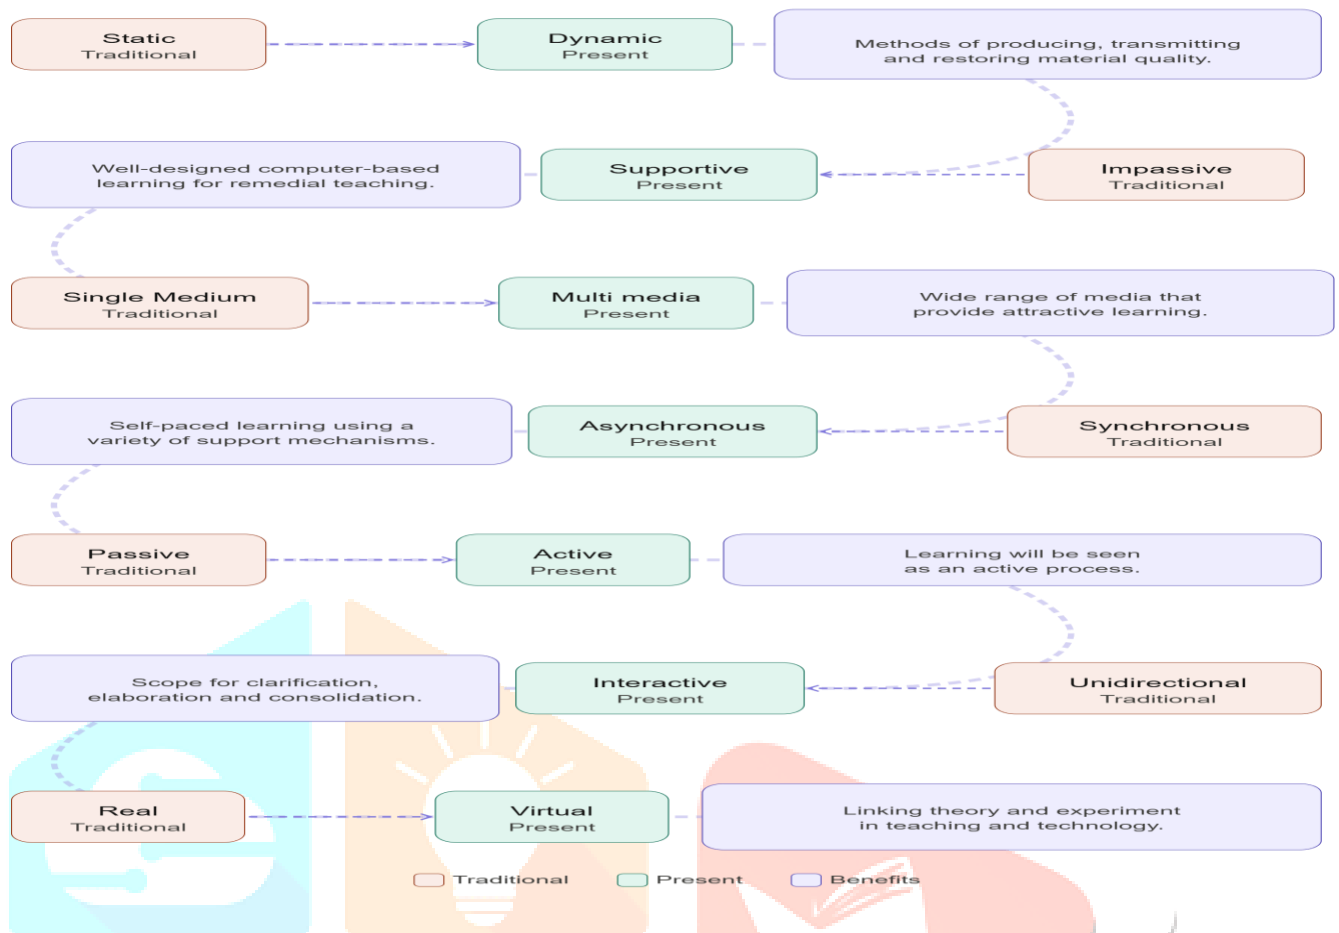 Static
Traditional
Dynamic
Present
Methods of producing, transmitting
and restoring material quality.
Well-designed computer-based
learning for remedial teaching.
Supportive
Present
Impassive
Traditional
Single Medium
Traditional
Multi media
Present
Wide range of media that
provide attractive learning.
Self-paced learning using a
variety of support mechanisms.
Asynchronous
Present
Synchronous
Traditional
Passive
Traditional
Active
Present
Learning will be seen
as an active process.
Scope for clarification,
elaboration and consolidation.
Interactive
Present
Unidirectional
Traditional
Real
Traditional
Virtual
Present
Linking theory and experiment
in teaching and technology.
Traditional
Present
Benefits